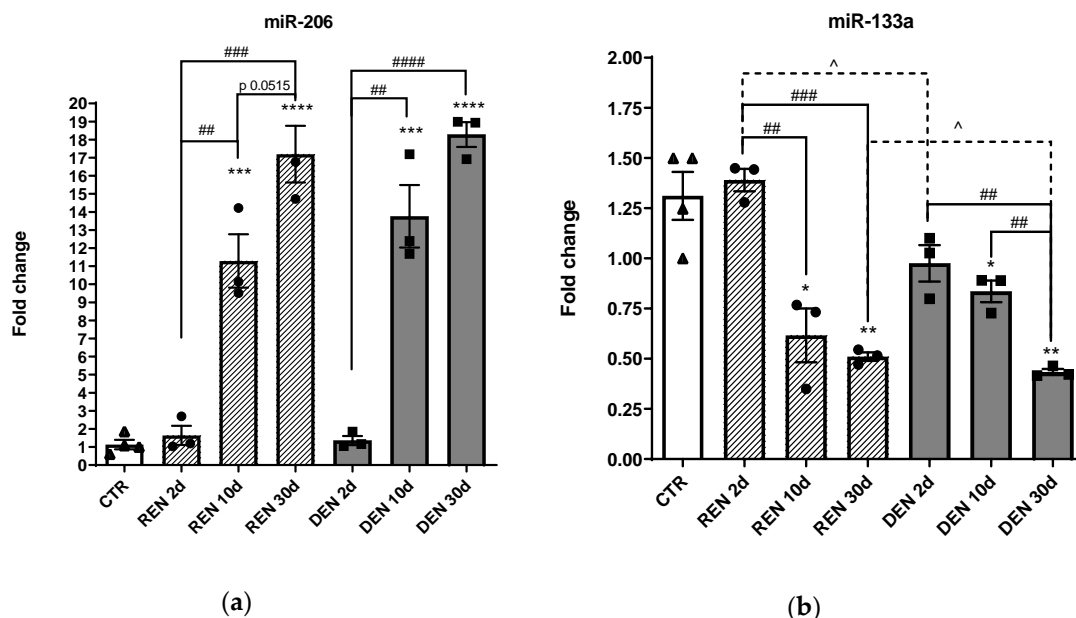 miR-206
###
p 0.0515
####
##
##
****
***
****
***
Fold change
20
19
18
17
16
15
14
13
12
11
10
9
8
7
6
5
4
3
2
1
0
CTR
REN 2d
REN 10d
REN 30d
DEN 2d
DEN 10d
DEN 30d
(a)
miR-133a
^
###
^
##
##
##
*
**
*
**
Fold change
2.00
1.75
1.50
1.25
1.00
0.75
0.50
0.25
0.00
CTR
REN 2d
REN 10d
REN 30d
DEN 2d
DEN 10d
DEN 30d
(b)